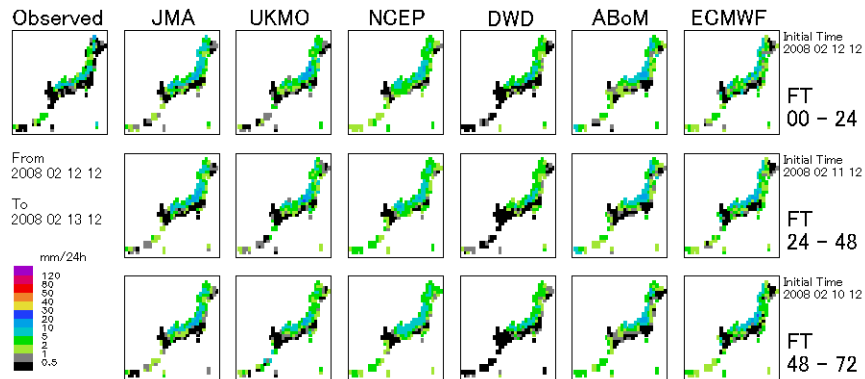 Observed JMA UKMO NCEP DWD ABoM ECMWF
Initial Time
2008 02 12 12
FT
00 - 24
From
2008 02 12 12
To
2008 02 13 12
Initial Time
2008 02 11 12
FT
24 - 48
mm/24h
120
80
50
40
30
20
10
5
2
1
0.5
Initial Time
2008 02 10 12
FT
48 - 72